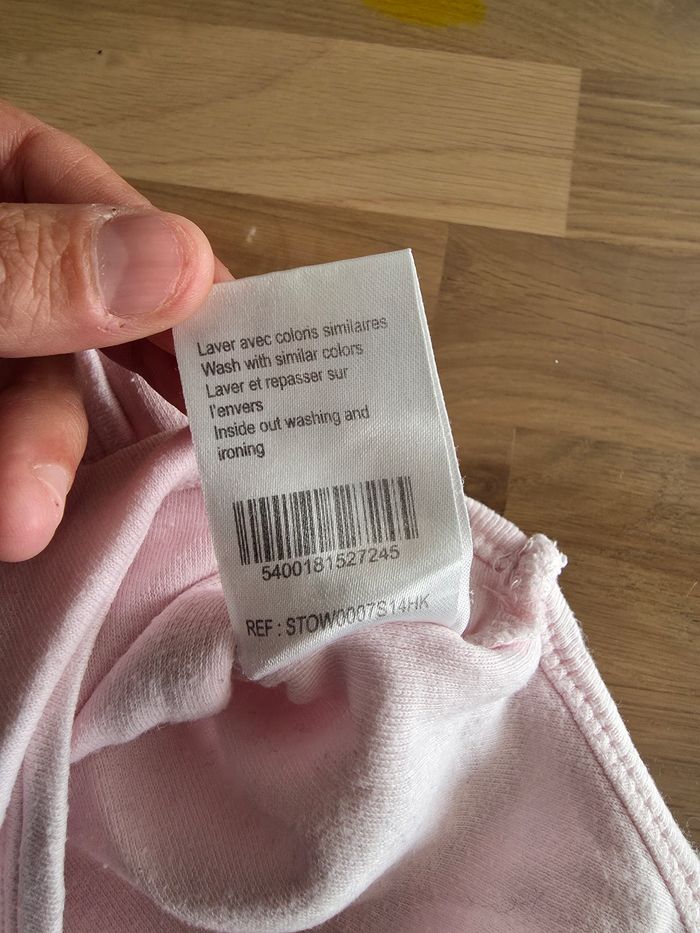 Laver avec colons similaires
Wash with similar colors
Laver et repasser sur
l'envers
Inside out washing and
ironing
5400181527245
REF : STOW0007S14HK